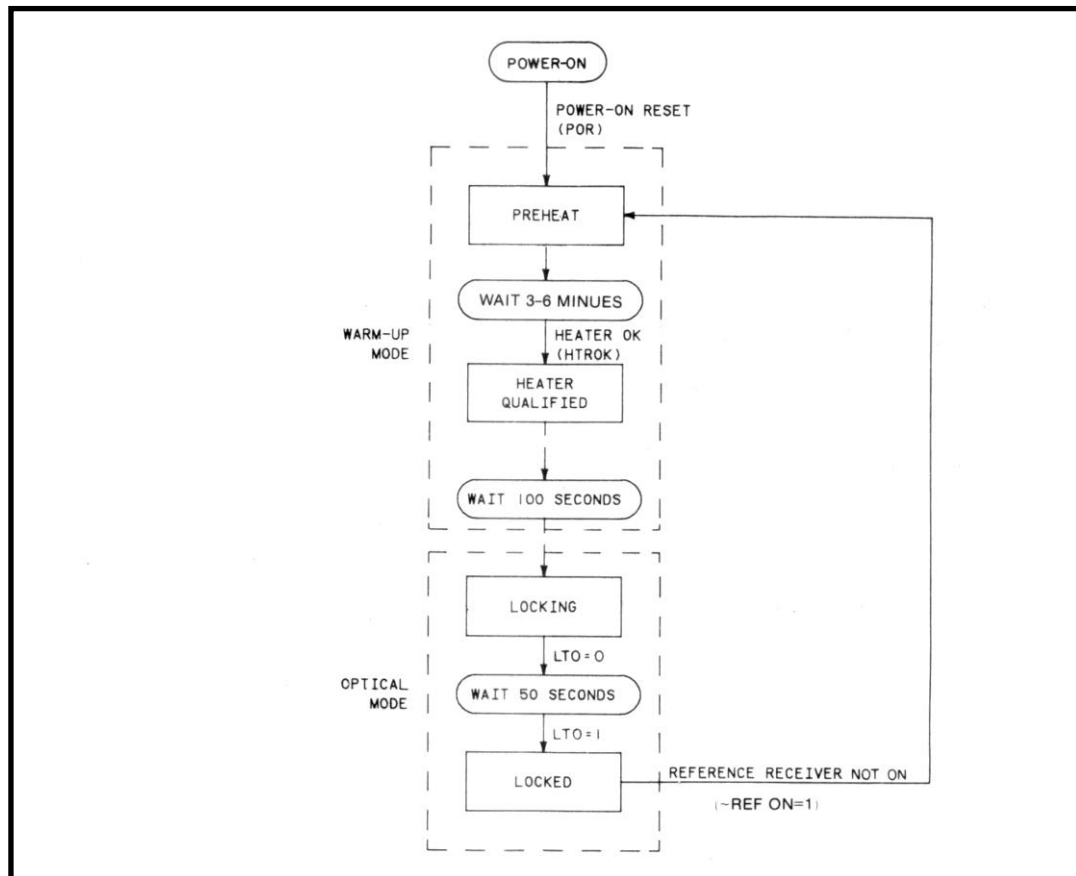 POWER-ON
POWER-ON RESET
(POR)
PREHEAT
WAIT 3-6 MINUES
HEATER OK
(HTROK)
WARM-UP
MODE
HEATER
QUALIFIED
WAIT 100 SECONDS
LOCKING
LTO=0
OPTICAL
MODE
WAIT 50 SECONDS
LTO=1
LOCKED
REFERENCE RECEIVER NOT ON
(~REF ON=1)